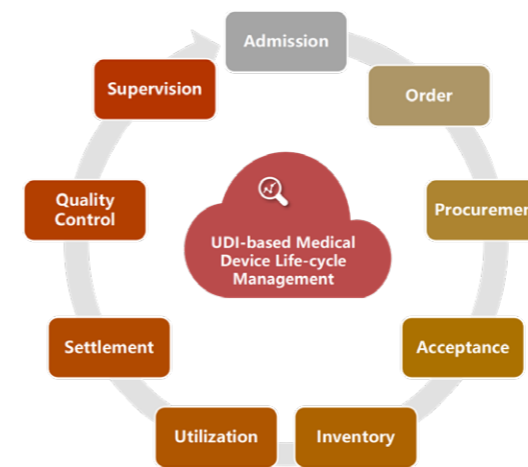 Admission
Order
Procuremen
Acceptance
Inventory
Utilization
Settlement
Quality
Control
Supervision
UDI-based Medical
Device Life-cycle
Management